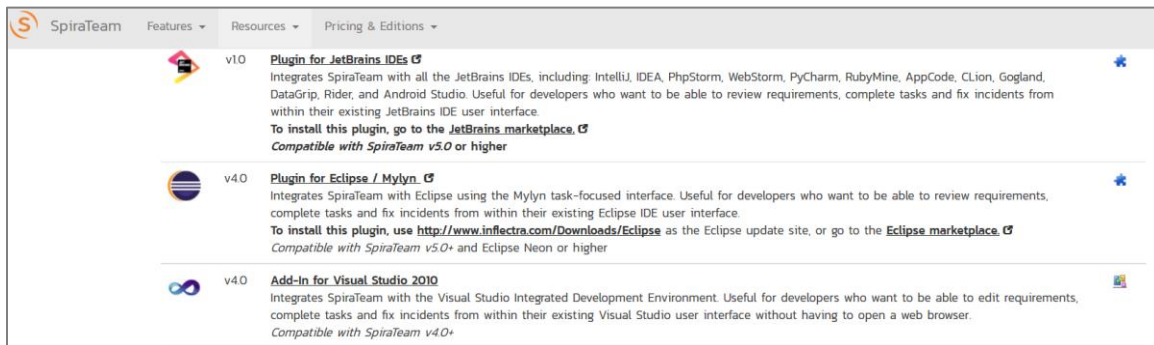 SpiraTeam Features Resources Pricing & Editions
v1.0 Plugin for JetBrains IDEs
Integrates SpiraTeam with all the JetBrains IDEs, including: IntelliJ, IDEA, PhpStorm, WebStorm, PyCharm, RubyMine, AppCode, CLion, Gogland,
DataGrip, Rider, and Android Studio. Useful for developers who want to be able to review requirements, complete tasks and fix incidents from
within their existing JetBrains IDE user interface.
To install this plugin, go to the JetBrains marketplace.
Compatible with SpiraTeam v5.0 or higher
v4.0 Plugin for Eclipse / Mylyn
Integrates SpiraTeam with Eclipse using the Mylyn task-focused interface. Useful for developers who want to be able to review requirements,
complete tasks and fix incidents from within their existing Eclipse IDE user interface.
To install this plugin, use http://www.inflectra.com/Downloads/Eclipse as the Eclipse update site, or go to the Eclipse marketplace.
Compatible with SpiraTeam v5.0+ and Eclipse Neon or higher
v4.0 Add-In for Visual Studio 2010
Integrates SpiraTeam with the Visual Studio Integrated Development Environment. Useful for developers who want to be able to edit requirements,
complete tasks and fix incidents from within their existing Visual Studio user interface without having to open a web browser.
Compatible with SpiraTeam v4.0+